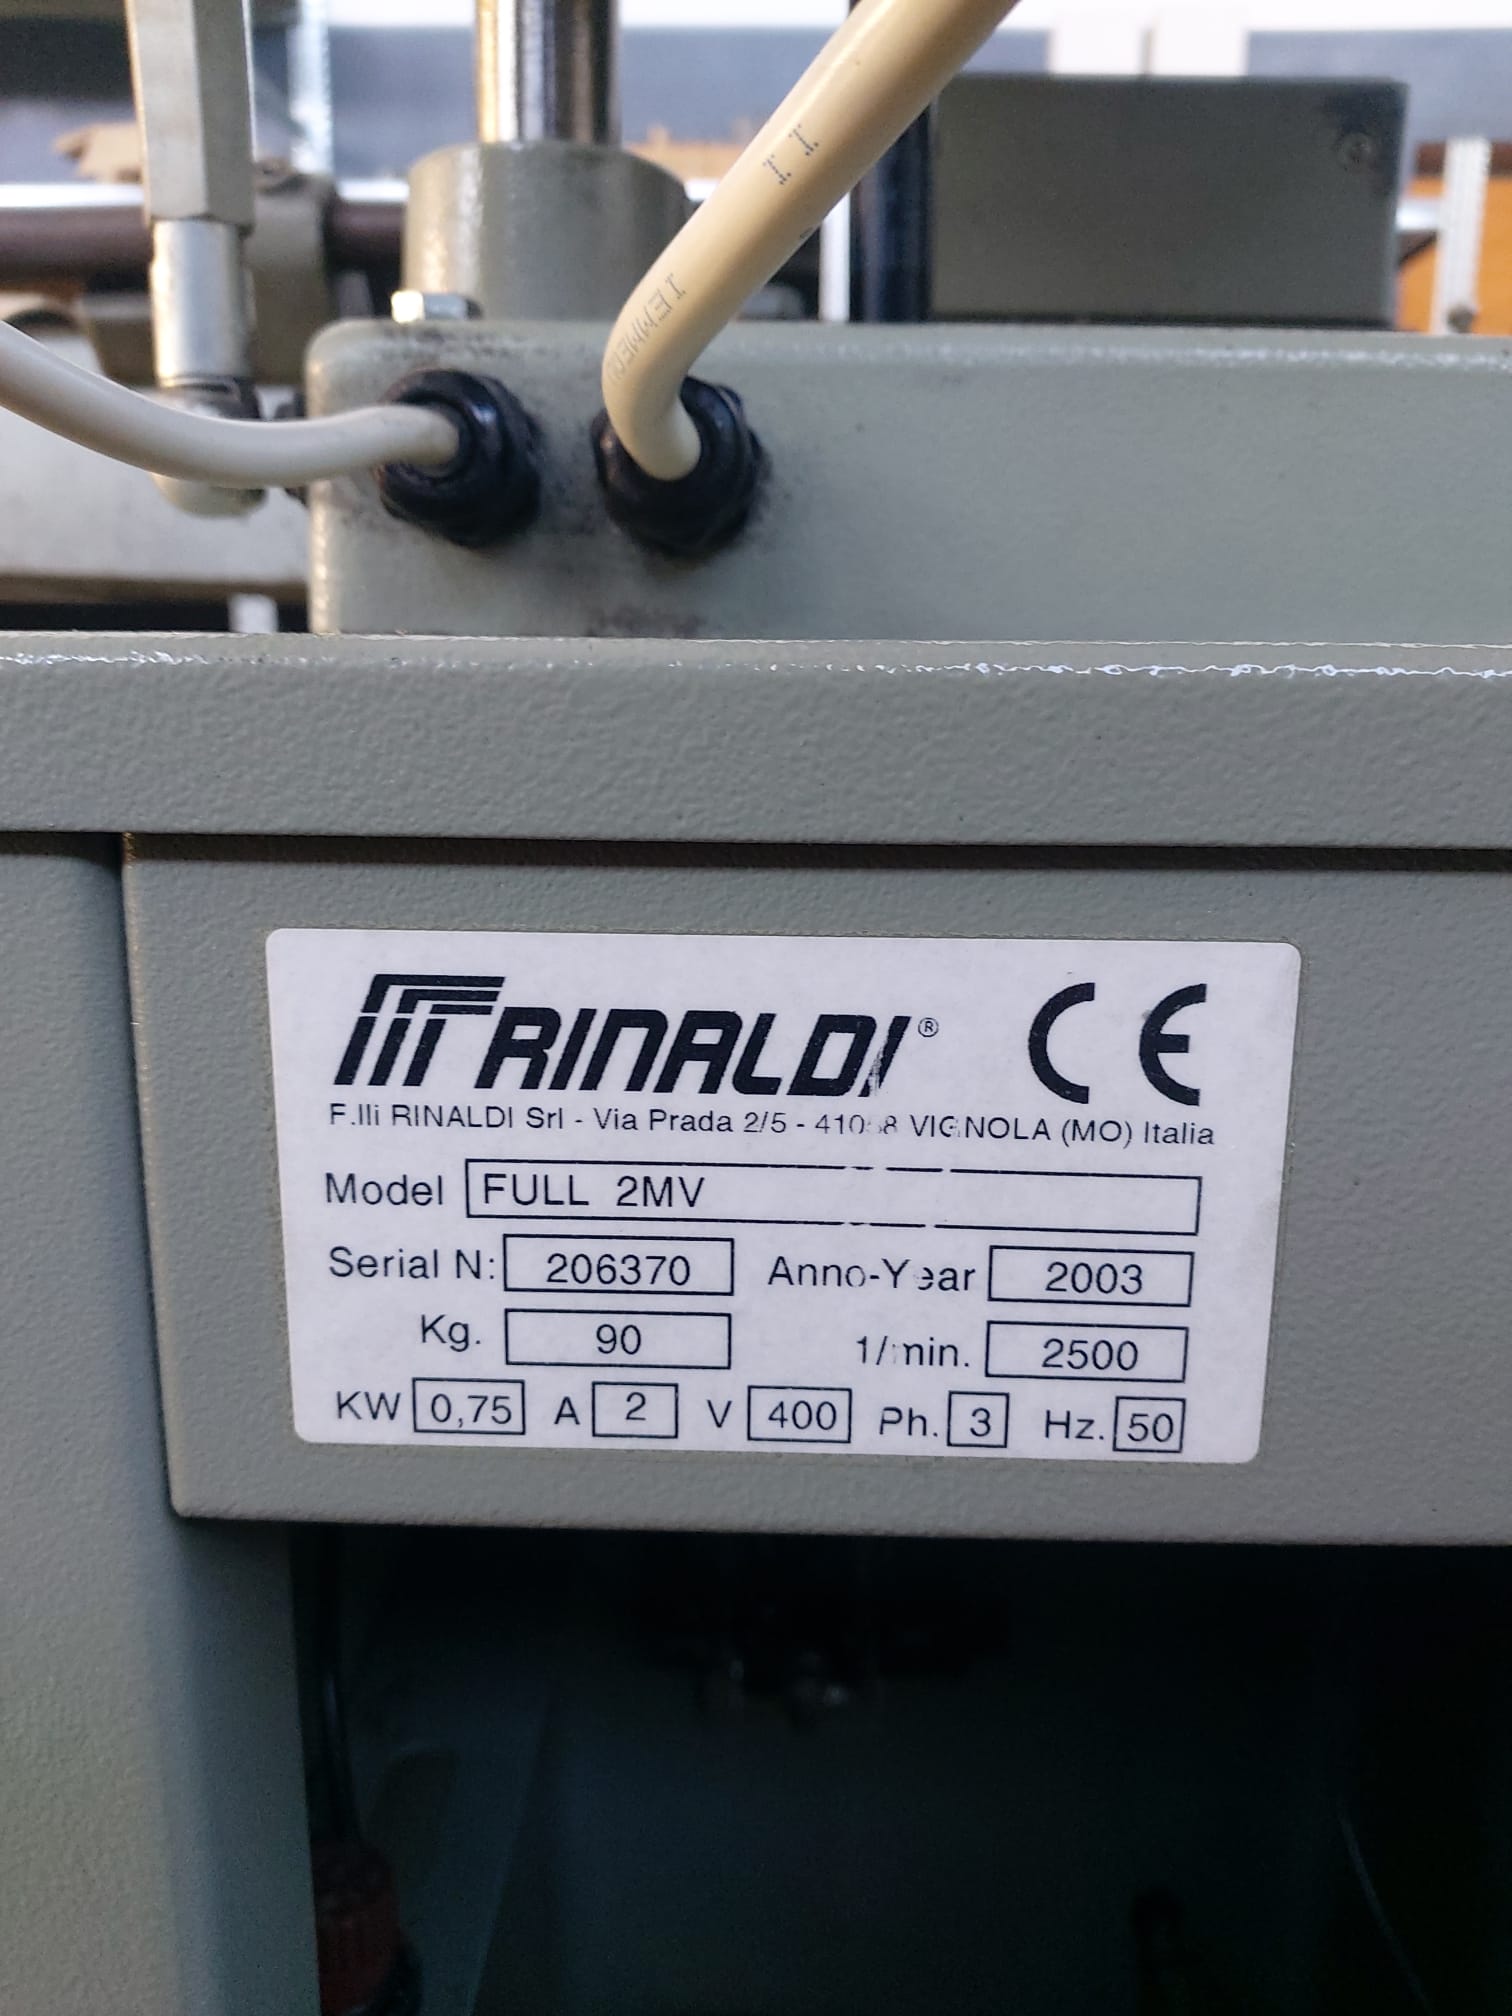 RINALDI® CE
F.lli RINALDI Srl - Via Prada 2/5 - 41058 VIGNOLA (MO) Italia
Model FULL 2MV
Serial N: 206370 Anno-Year 2003
Kg. 90 1/min. 2500
KW 0,75 A 2 V 400 Ph. 3 Hz. 50